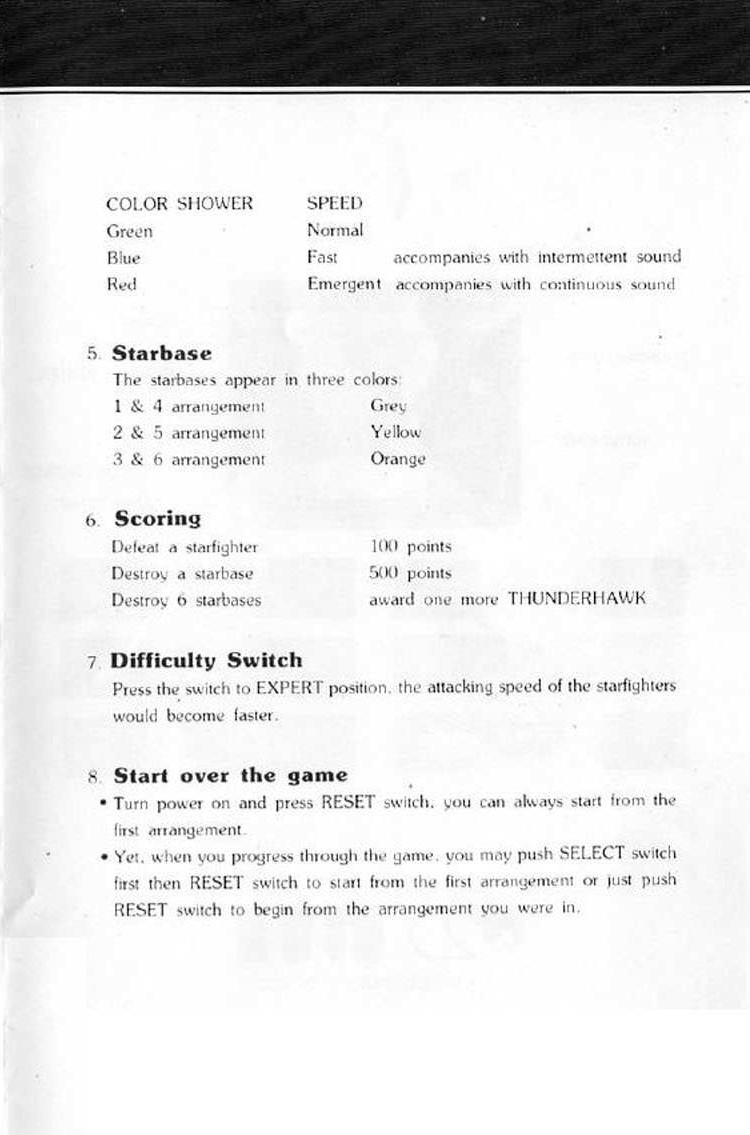 COLOR SHOWER SPEED
Green Normal
Blue Fast accompanies with intermettent sound
Red Emergent accompanies with continuous sound
5. Starbase
The starbases appear in three colors:
1 & 4 arrangement Grey
2 & 5 arrangement Yellow
3 & 6 arrangement Orange
6. Scoring
Defeat a starfighter 100 points
Destroy a starbase 500 points
Destroy 6 starbases award one more THUNDERHAWK
7. Difficulty Switch
Press the switch to EXPERT position, the attacking speed of the starfighters
would become faster.
8. Start over the game
• Turn power on and press RESET switch, you can always start from the
first arrangement.
• Yet, when you progress through the game, you may push SELECT switch
first then RESET switch to start from the first arrangement or just push
RESET switch to begin from the arrangement you were in.